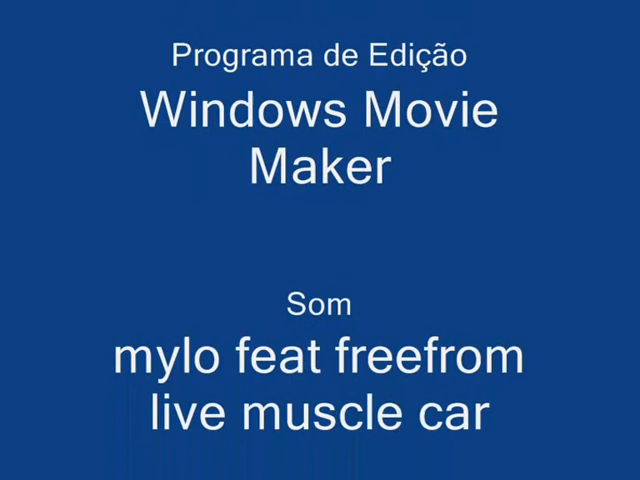 Programa de Edição
Windows Movie
Maker
Som
mylo feat freefrom
live muscle car